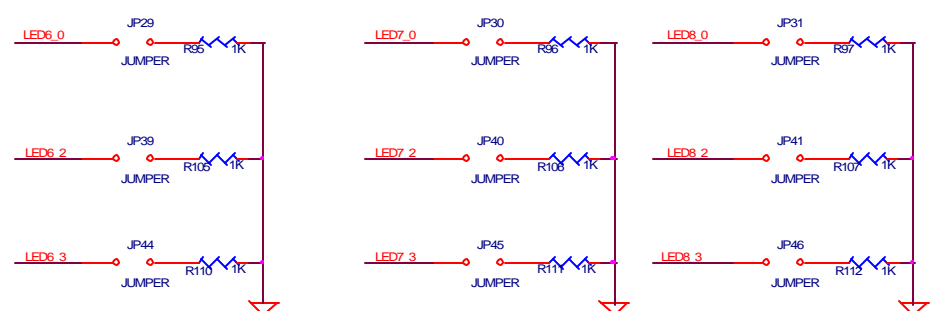 JP29 JP30 JP31
LED6_0 LED7_0 LED8_0
R95 1K R96 1K R97 1K
JUMPER JUMPER JUMPER
JP39 JP40 JP41
LED6_2 LED7_2 LED8_2
R105 1K R106 1K R107 1K
JUMPER JUMPER JUMPER
JP44 JP45 JP46
LED6_3 LED7_3 LED8_3
R110 1K R111 1K R112 1K
JUMPER JUMPER JUMPER